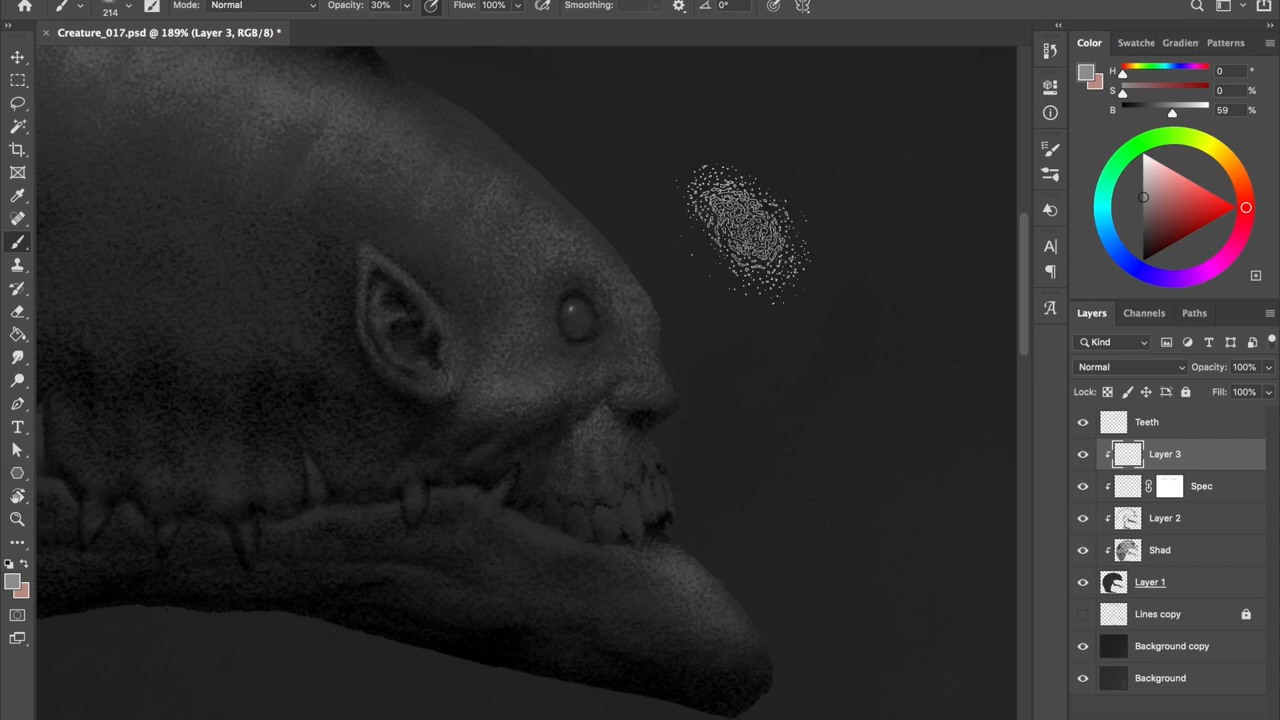 Mode: Normal Opacity: 30% Flow: 100% Smoothing: 0°
214
× Creature_017.psd @ 189% (Layer 3, RGB/8) *
Color Swatche Gradien Patterns
H 0 °
S 0 %
B 59 %
Layers Channels Paths
Kind
Normal Opacity: 100%
Lock: Fill: 100%
Teeth
Layer 3
Spec
Layer 2
Shad
Layer 1
Lines copy
Background copy
Background